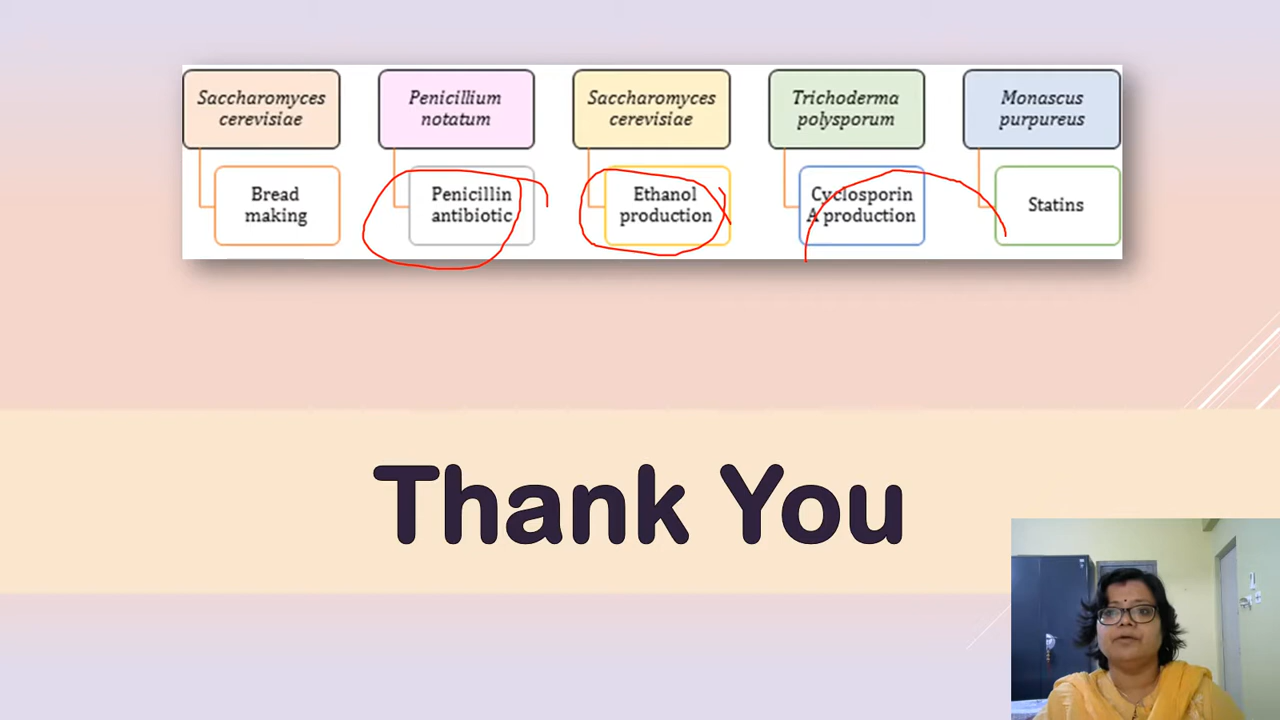 Saccharomyces
cerevisiae
Penicillium
notatum
Saccharomyces
cerevisiae
Trichoderma
polysporum
Monascus
purpureus
Bread
making
Penicillin
antibiotic
Ethanol
production
Cyclosporin
A production
Statins
Thank You